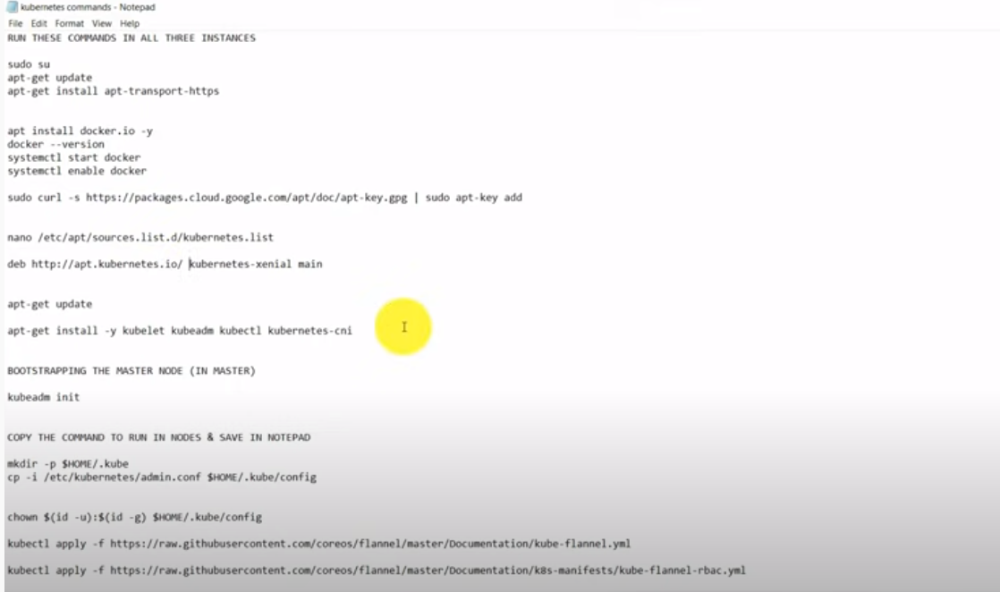 kubernetes commands - Notepad
File Edit Format View Help
RUN THESE COMMANDS IN ALL THREE INSTANCES
sudo su
apt-get update
apt-get install apt-transport-https
apt install docker.io -y
docker --version
systemctl start docker
systemctl enable docker
sudo curl -s https://packages.cloud.google.com/apt/doc/apt-key.gpg | sudo apt-key add
nano /etc/apt/sources.list.d/kubernetes.list
deb http://apt.kubernetes.io/ kubernetes-xenial main
apt-get update
apt-get install -y kubelet kubeadm kubectl kubernetes-cni
BOOTSTRAPPING THE MASTER NODE (IN MASTER)
kubeadm init
COPY THE COMMAND TO RUN IN NODES & SAVE IN NOTEPAD
mkdir -p $HOME/.kube
cp -i /etc/kubernetes/admin.conf $HOME/.kube/config
chown $(id -u):$(id -g) $HOME/.kube/config
kubectl apply -f https://raw.githubusercontent.com/coreos/flannel/master/Documentation/kube-flannel.yml
kubectl apply -f https://raw.githubusercontent.com/coreos/flannel/master/Documentation/k8s-manifests/kube-flannel-rbac.yml